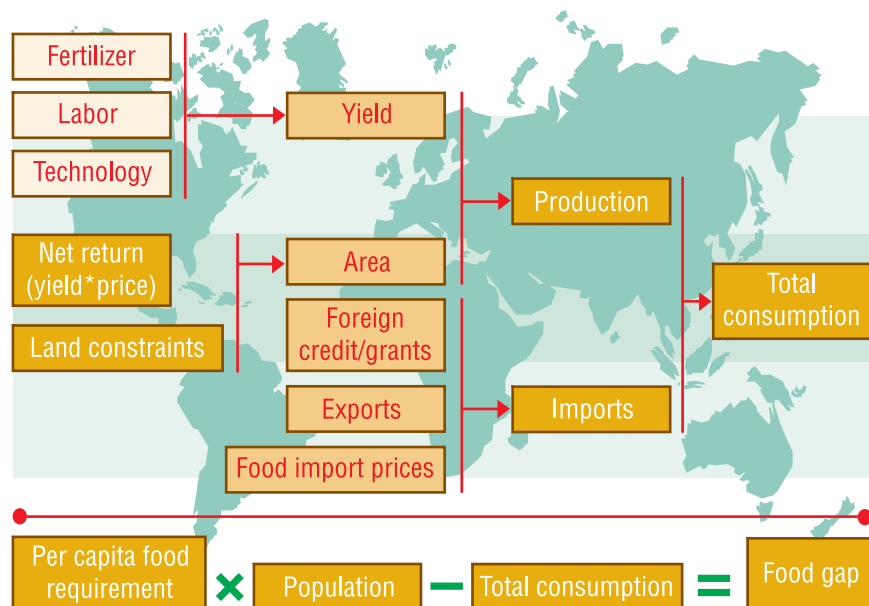 Fertilizer
Labor
Technology
Yield
Production
Net return
(yield*price)
Land constraints
Area
Foreign
credit/grants
Exports
Food import prices
Imports
Total
consumption
Per capita food
requirement
×
Population
−
Total consumption
=
Food gap